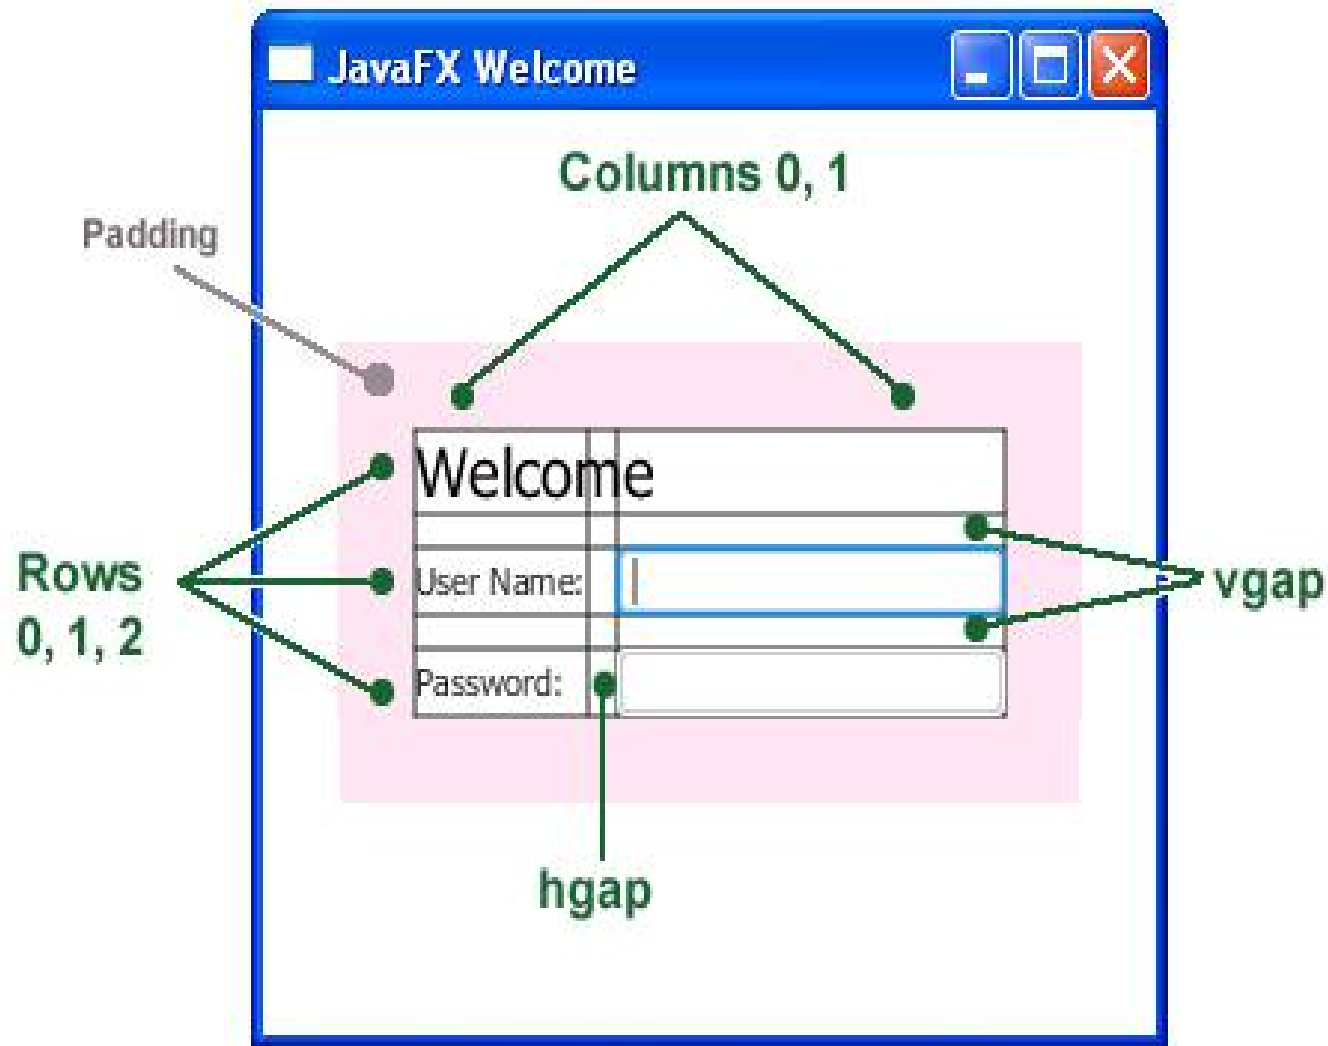 JavaFX Welcome
Columns 0, 1
Padding
Welcome
Rows
0, 1, 2
User Name:
vgap
Password:
hgap